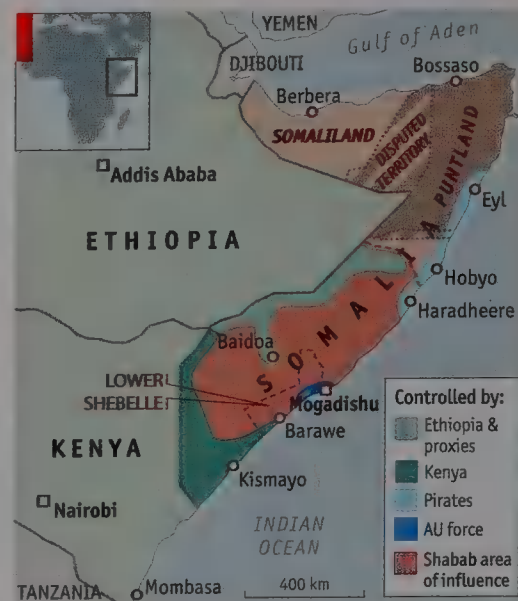 YEMEN
Gulf of Aden
DJIBOUTI
Bossaso
Berbera
SOMALILAND
DISPUTED
TERRITORY
PUNTLAND
Addis Ababa
Eyl
ETHIOPIA
SOMALIA
Hobyo
Haradheere
Baidoa
LOWER
SHEBELLE
Mogadishu
Barawe
KENYA
Kismayo
Nairobi
INDIAN
OCEAN
TANZANIA
Mombasa
400 km
Controlled by:
Ethiopia &
proxies
Kenya
Pirates
AU force
Shabab area
of influence